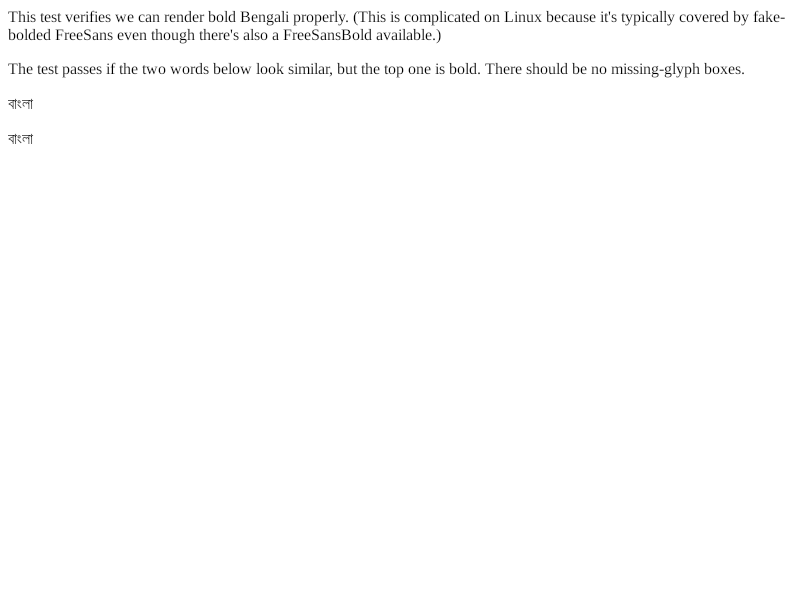 This test verifies we can render bold Bengali properly. (This is complicated on Linux because it's typically covered by fake-
bolded FreeSans even though there's also a FreeSansBold available.)
The test passes if the two words below look similar, but the top one is bold. There should be no missing-glyph boxes.
বাংলা
বাংলা